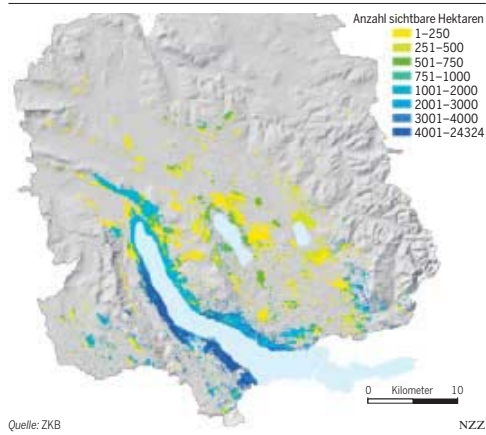 Anzahl sichtbare Hektaren
1–250
251–500
501–750
751–1000
1001–2000
2001–3000
3001–4000
4001–24324
0 Kilometer 10
Quelle: ZKB
NZZ